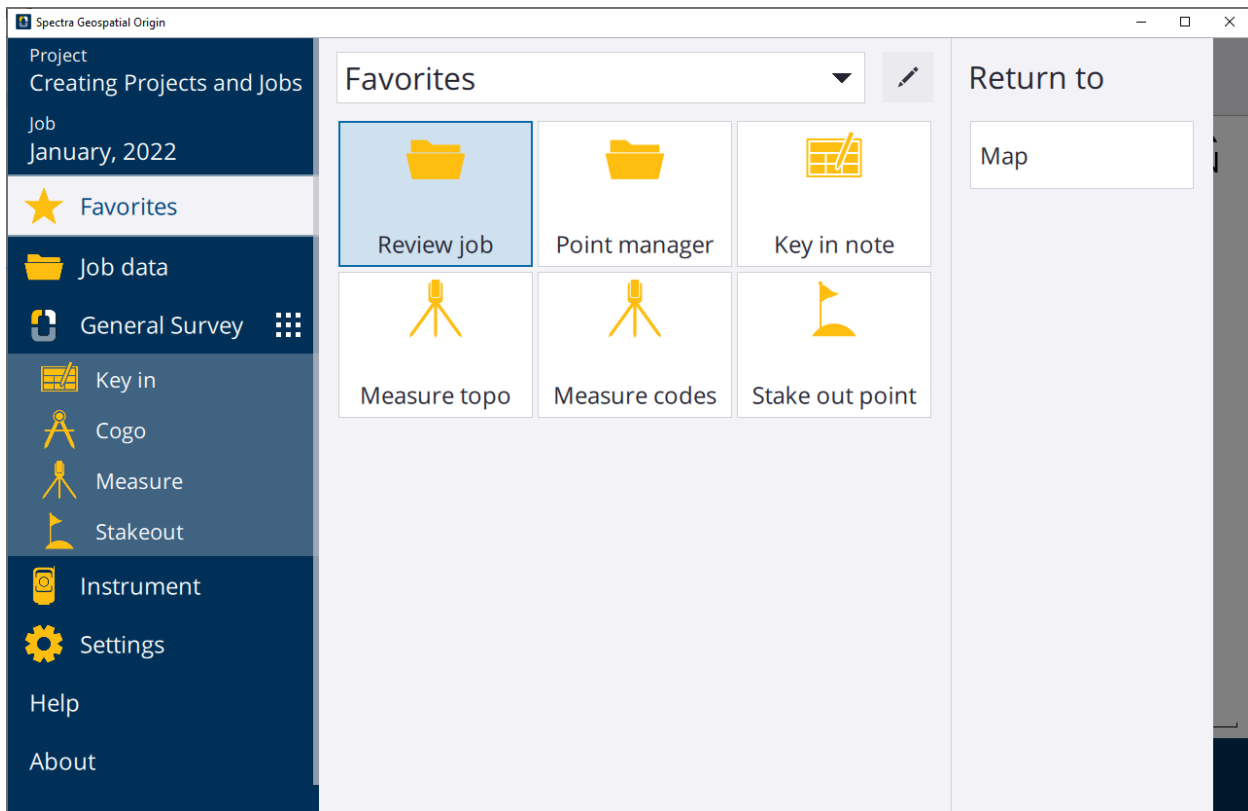 Spectra Geospatial Origin
Project
Creating Projects and Jobs
Job
January, 2022
Favorites
Job data
General Survey
Key in
Cogo
Measure
Stakeout
Instrument
Settings
Help
About
Favorites
Review job
Point manager
Key in note
Measure topo
Measure codes
Stake out point
Return to
Map